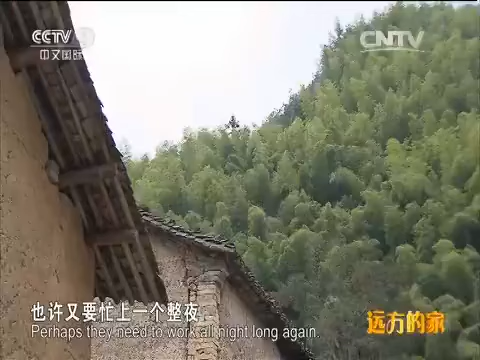 CCTV 4
中文国际
CNTV
也许又要忙上一个整夜
Perhaps they need to work all night long again.
远方的家